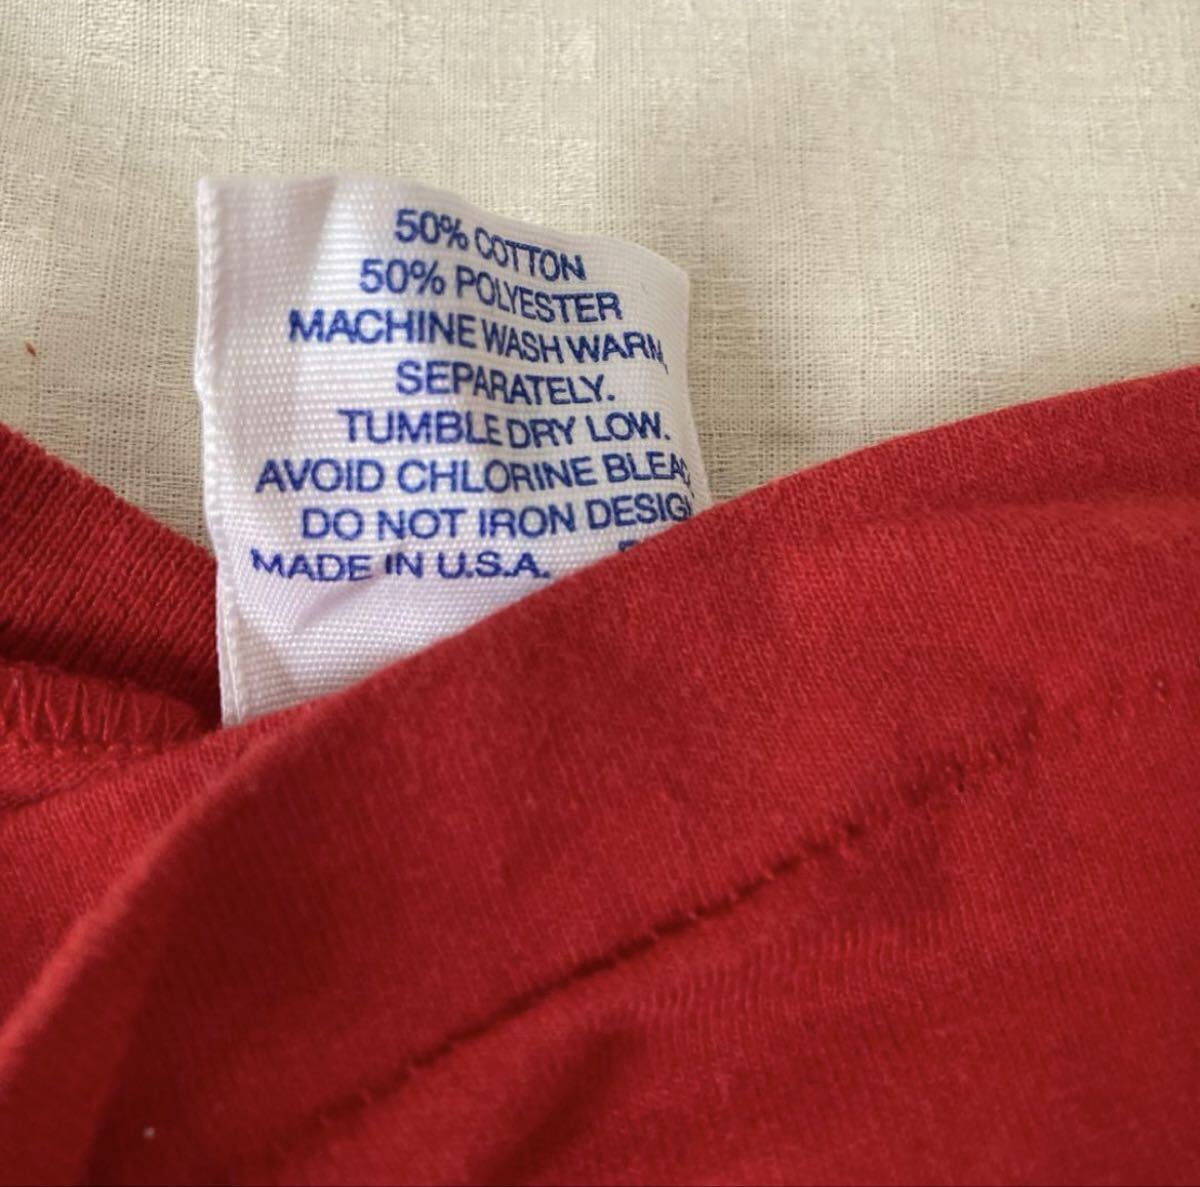 50% COTTON
50% POLYESTER
MACHINE WASH WARM,
SEPARATELY.
TUMBLE DRY LOW.
AVOID CHLORINE BLEAC
DO NOT IRON DESIG
MADE IN U.S.A.